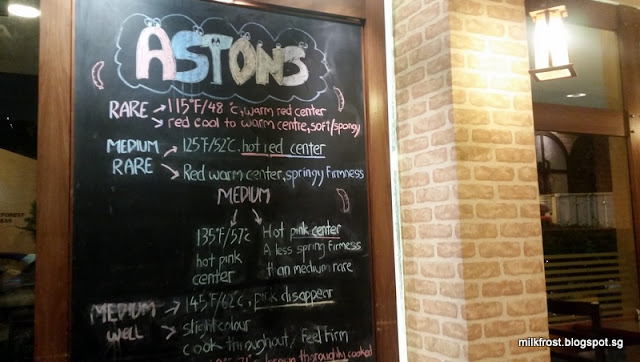 ASTONS
RARE → 115°F/48°c, warm red center
→ red cool to warm centre, soft/spongy
MEDIUM RARE → 125°F/52°C, hot red center
→ Red warm center, springy firmness
MEDIUM
135°F/57°c
hot pink
center
Hot pink center
A less spring firmness
than medium rare
MEDIUM WELL → 145°F/62°c, pink disappear
→ slight colour
cook throughout/ Feel firm
thoroughly cooked
milkfrost.blogspot.sg